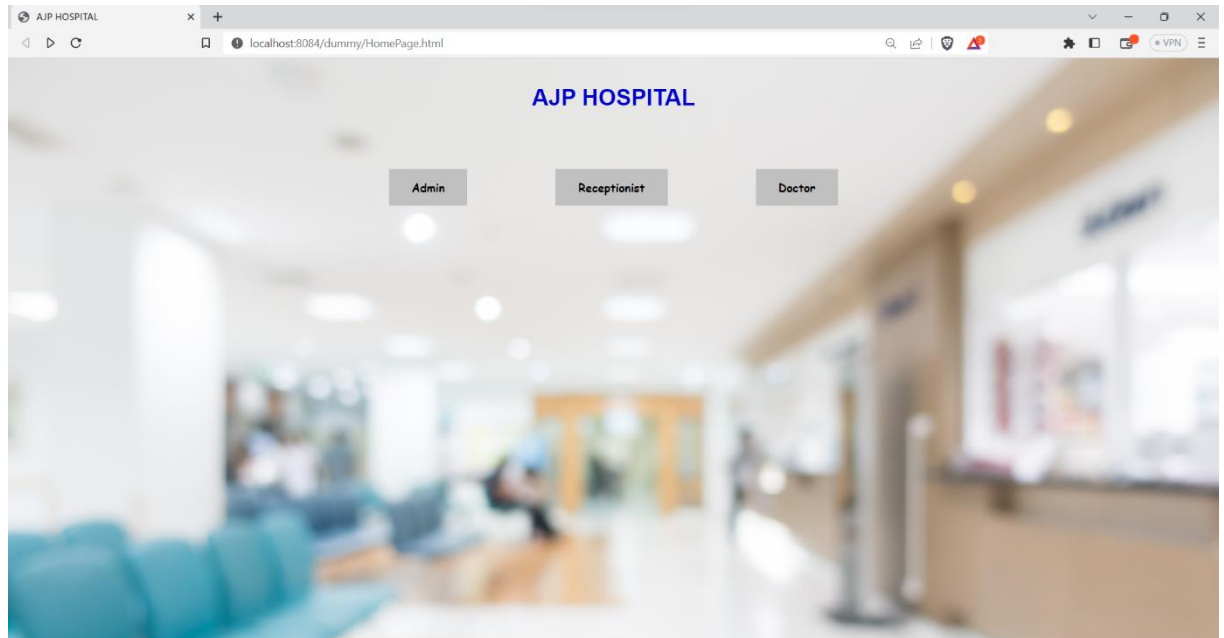 AJP HOSPITAL
localhost:8084/dummy/HomePage.html
VPN
AJP HOSPITAL
Admin
Receptionist
Doctor